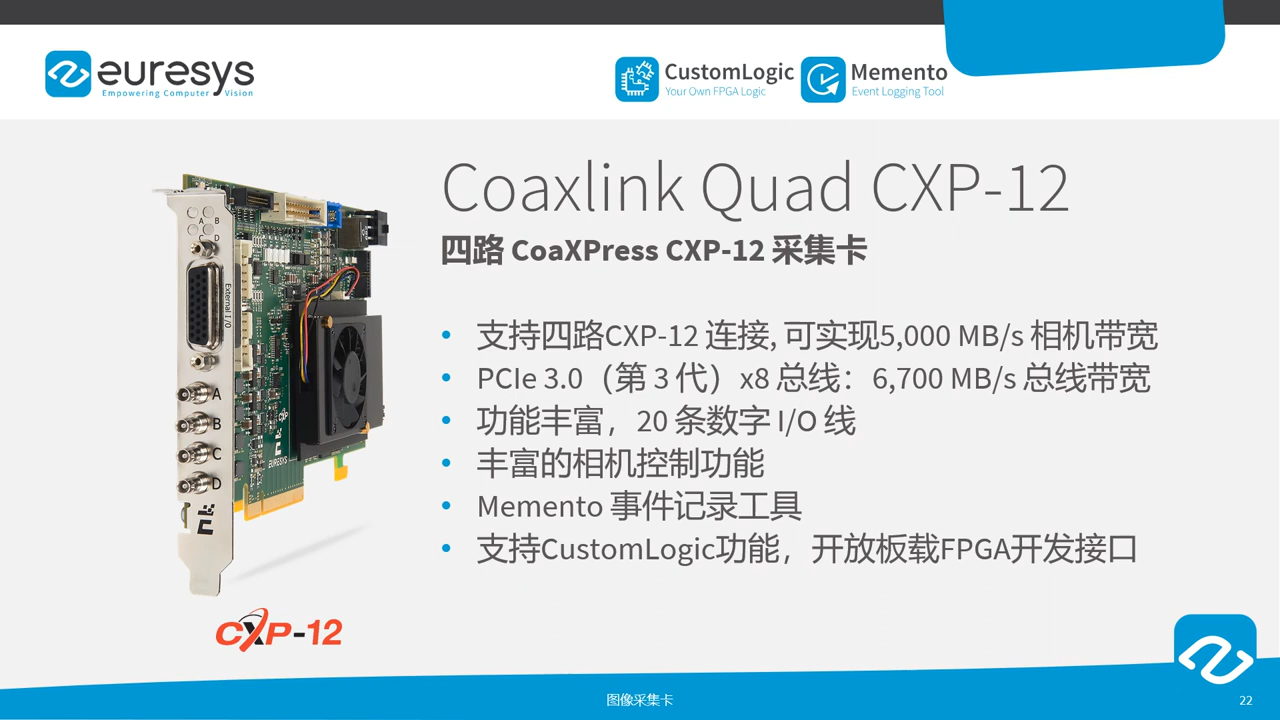 euresys
Empowering Computer Vision
CustomLogic
Your Own FPGA Logic
Memento
Event Logging Tool
Coaxlink Quad CXP-12
四路 CoaXPress CXP-12 采集卡
• 支持四路CXP-12 连接, 可实现5,000 MB/s 相机带宽
• PCIe 3.0（第 3 代）x8 总线：6,700 MB/s 总线带宽
• 功能丰富，20 条数字 I/O 线
• 丰富的相机控制功能
• Memento 事件记录工具
• 支持CustomLogic功能，开放板载FPGA开发接口
A
B
C
D
External I/O
A
B
C
D
EURESYS
CXP-12
图像采集卡
22